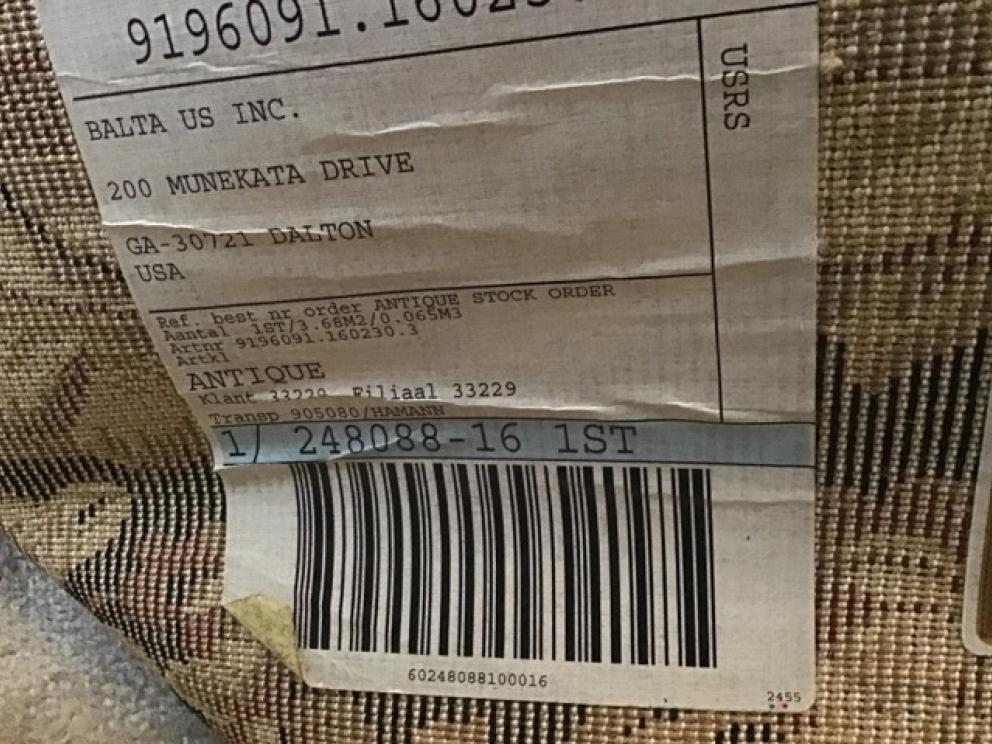 9196091.160230.
USRS
BALTA US INC.
200 MUNEKATA DRIVE
GA-30721 DALTON
USA
Ref. best nr order ANTIQUE STOCK ORDER
Aantal 1ST/3.68M2/0.065M3
Artnr 9196091.160230.3
Artkl
ANTIQUE
Klant 33229 Filiaal 33229
Transp 905080/HAMANN
1/ 248088-16 1ST
60248088100016
2455